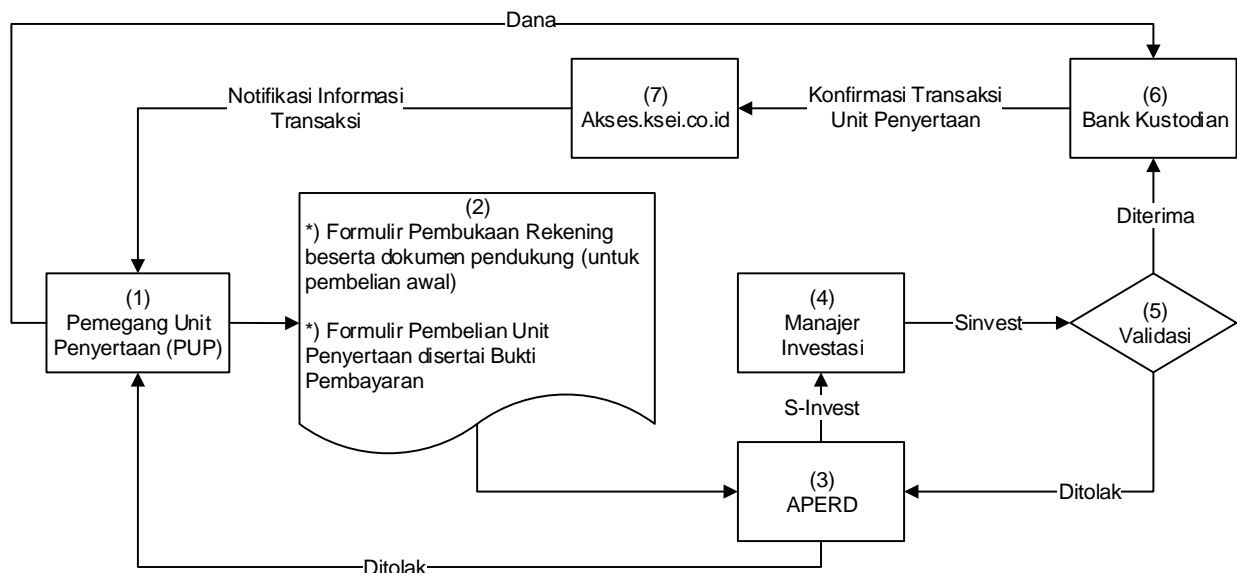 Dana
(7)
Akses.ksei.co.id
Notifikasi Informasi
Transaksi
Konfirmasi Transaksi
Unit Penyertaan
(6)
Bank Kustodian
Diterima
(2)
*) Formulir Pembukaan Rekening
beserta dokumen pendukung (untuk
pembelian awal)
*) Formulir Pembelian Unit
Penyertaan disertai Bukti
Pembayaran
(1)
Pemegang Unit
Penyertaan (PUP)
(4)
Manajer
Investasi
Sinvest
(5)
Validasi
S-Invest
(3)
APERD
Ditolak
Ditolak